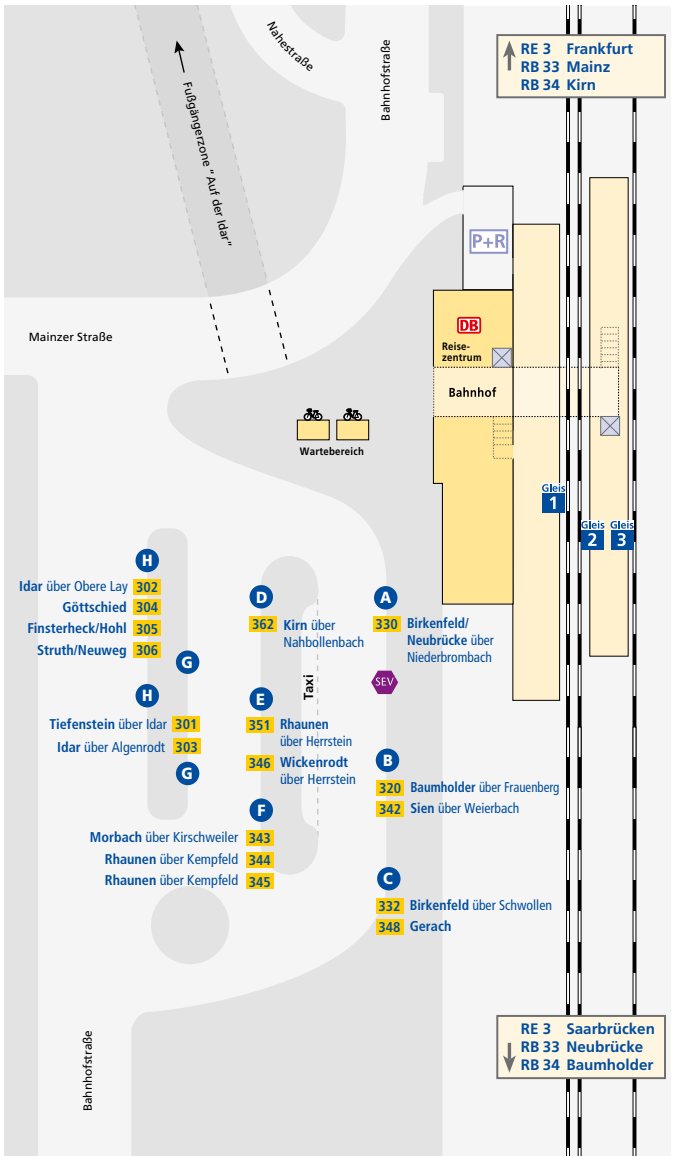 Nahestraße
Bahnhofstraße
RE 3 Frankfurt
RB 33 Mainz
RB 34 Kirn
Fußgängerzone " Auf der Idar"
P+R
Mainzer Straße
DB
Reise-
zentrum
Bahnhof
Wartebereich
Gleis
1
Gleis
2
Gleis
3
H
Idar über Obere Lay 302
Göttschied 304
Finsterheck/Hohl 305
Struth/Neuweg 306
G
H
Tiefenstein über Idar 301
Idar über Algenrodt 303
G
D
362 Kirn über
Nahbollenbach
E
351 Rhaunen
über Herrstein
346 Wickenrodt
über Herrstein
F
Morbach über Kirschweiler 343
Rhaunen über Kempfeld 344
Rhaunen über Kempfeld 345
Taxi
A
330 Birkenfeld/
Neubrücke über
Niederbrombach
SEV
B
320 Baumholder über Frauenberg
342 Sien über Weierbach
C
332 Birkenfeld über Schwollen
348 Gerach
Bahnhofstraße
RE 3 Saarbrücken
RB 33 Neubrücke
RB 34 Baumholder